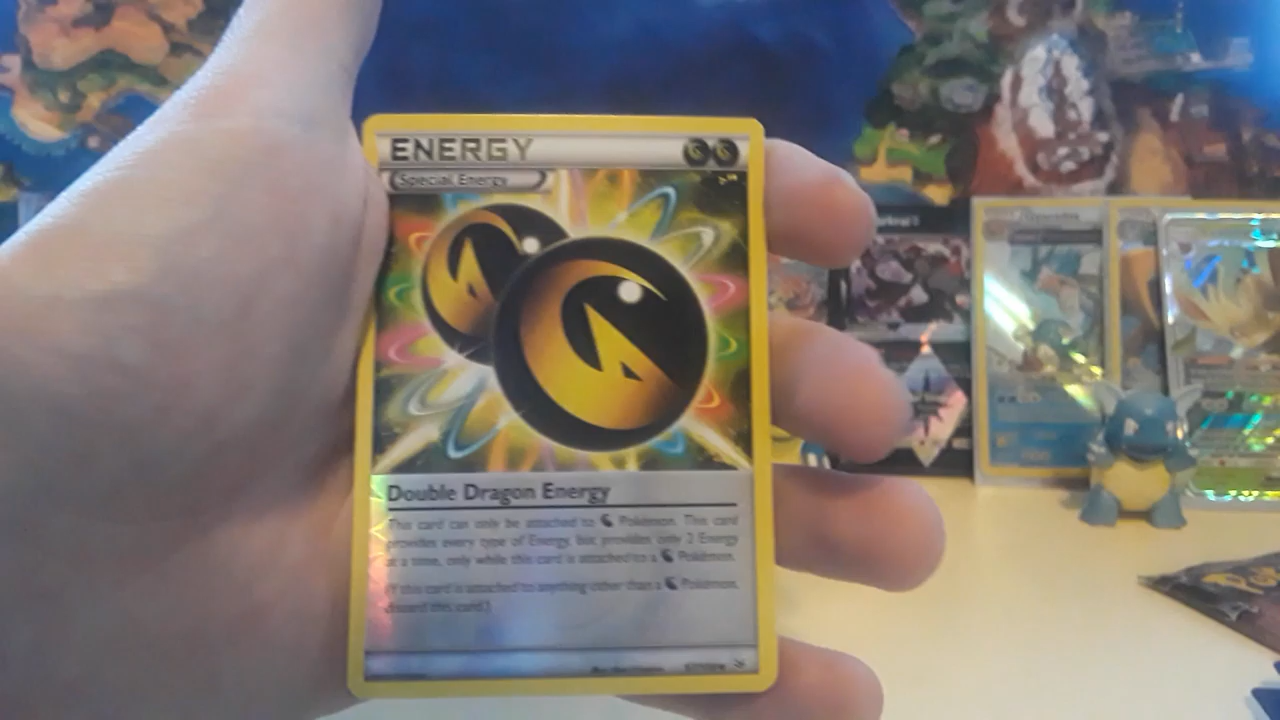 ENERGY
Special Energy
Double Dragon Energy
This card can only be attached to Pokémon. This card
provides every type of Energy, but provides only 2 Energy
at a time, only while this card is attached to a Pokémon.
(If this card is attached to anything other than a Pokémon,
discard this card.)